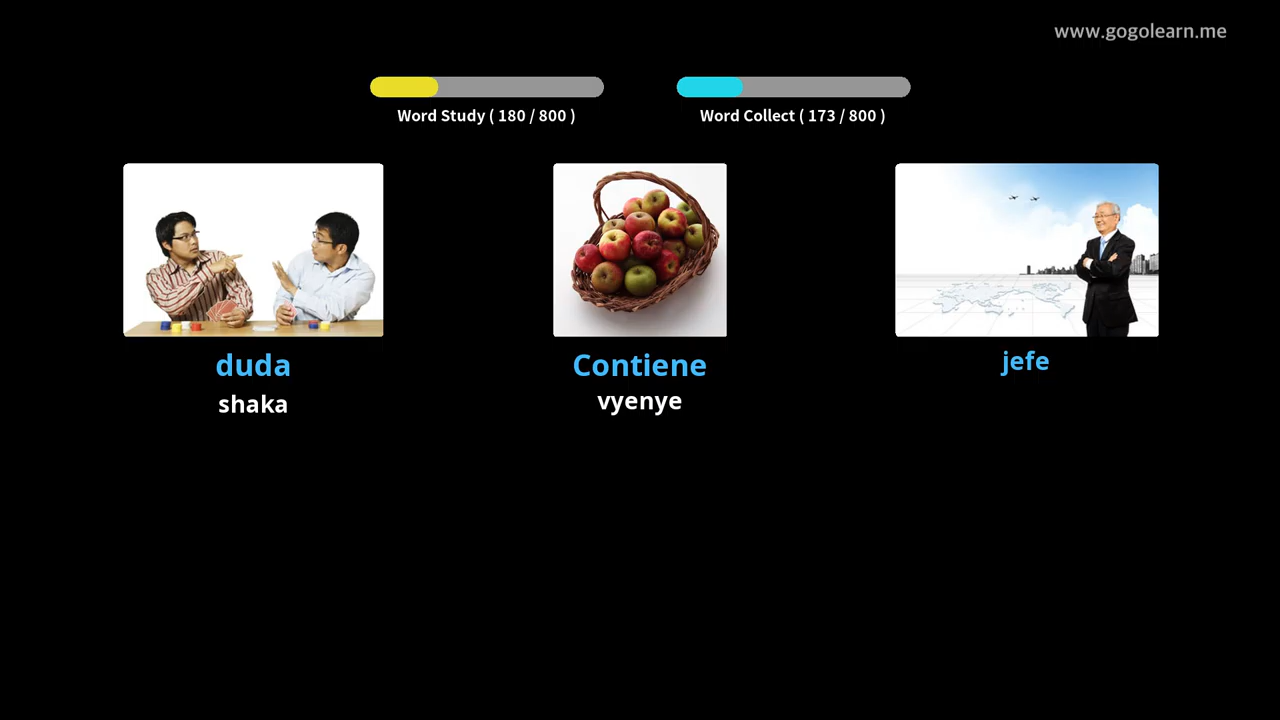 www.gogolearn.me
Word Study ( 180 / 800 )
Word Collect ( 173 / 800 )
duda
Contiene
jefe
shaka
vyenye